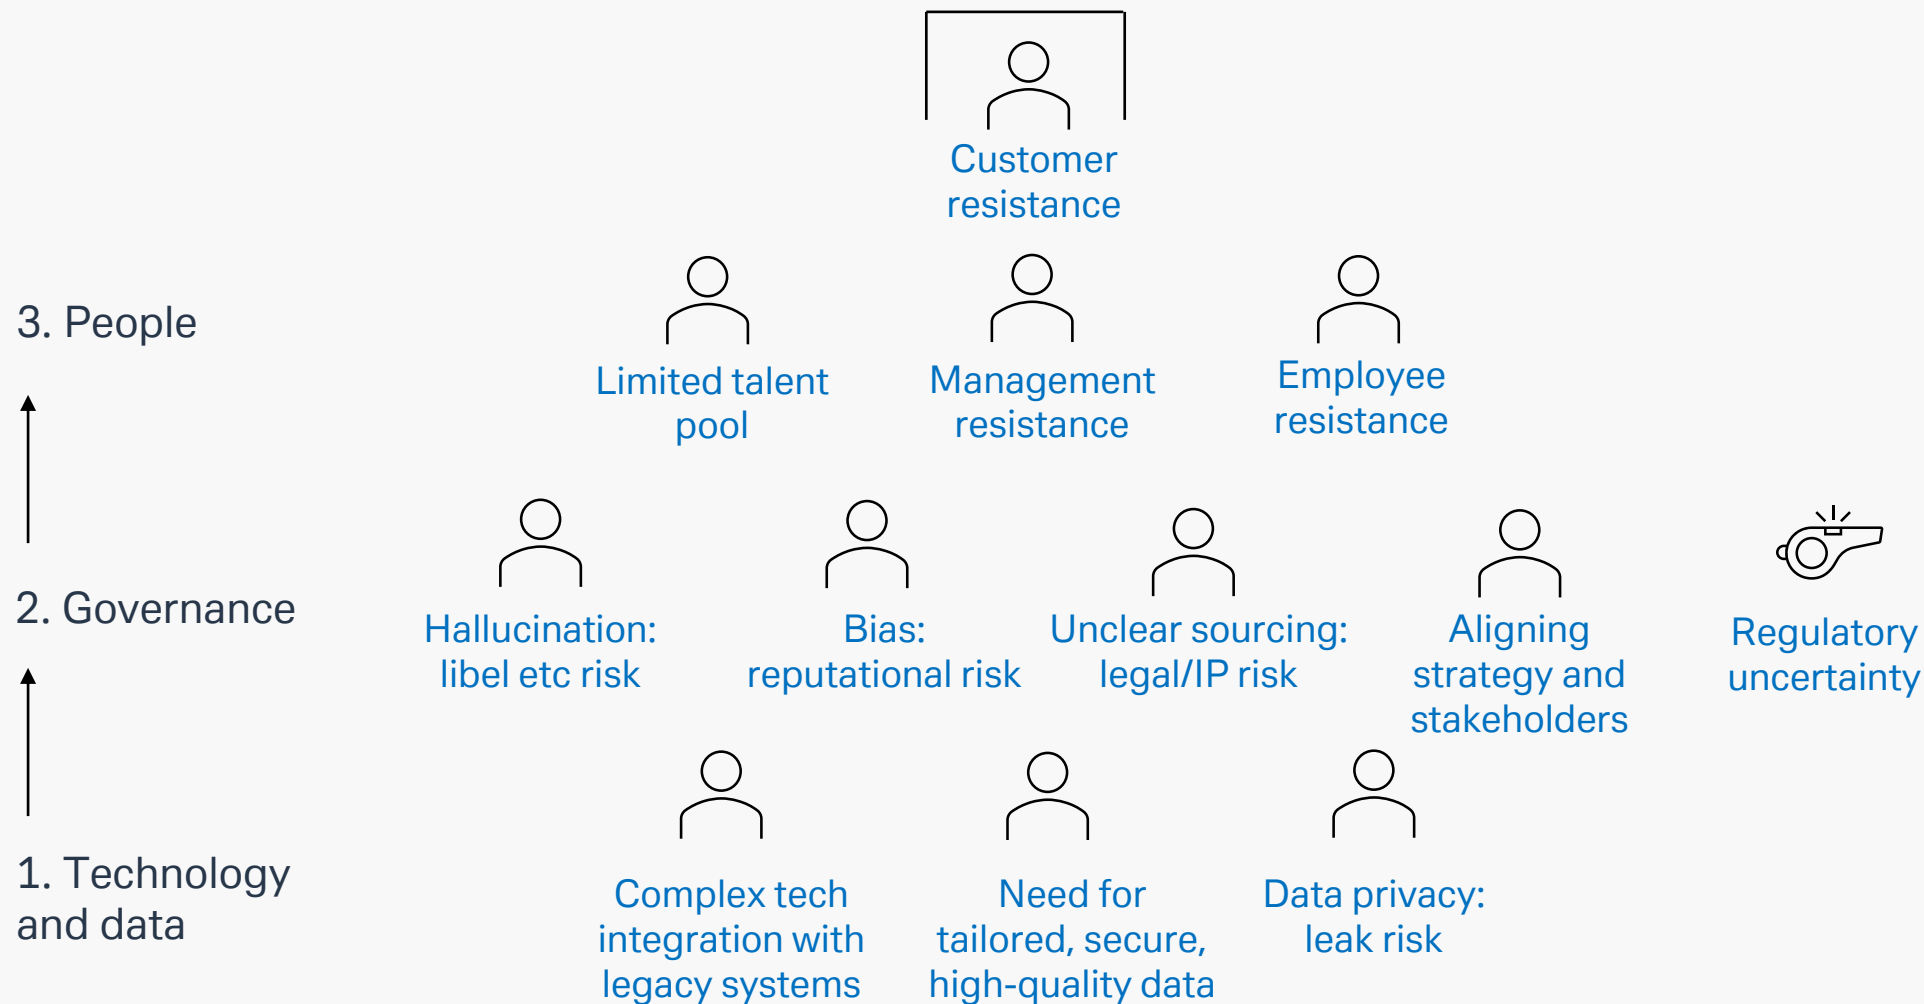 Customer
resistance
3. People
Limited talent
pool
Management
resistance
Employee
resistance
2. Governance
Hallucination:
libel etc risk
Bias:
reputational risk
Unclear sourcing:
legal/IP risk
Aligning
strategy and
stakeholders
Regulatory
uncertainty
1. Technology
and data
Complex tech
integration with
legacy systems
Need for
tailored, secure,
high-quality data
Data privacy:
leak risk